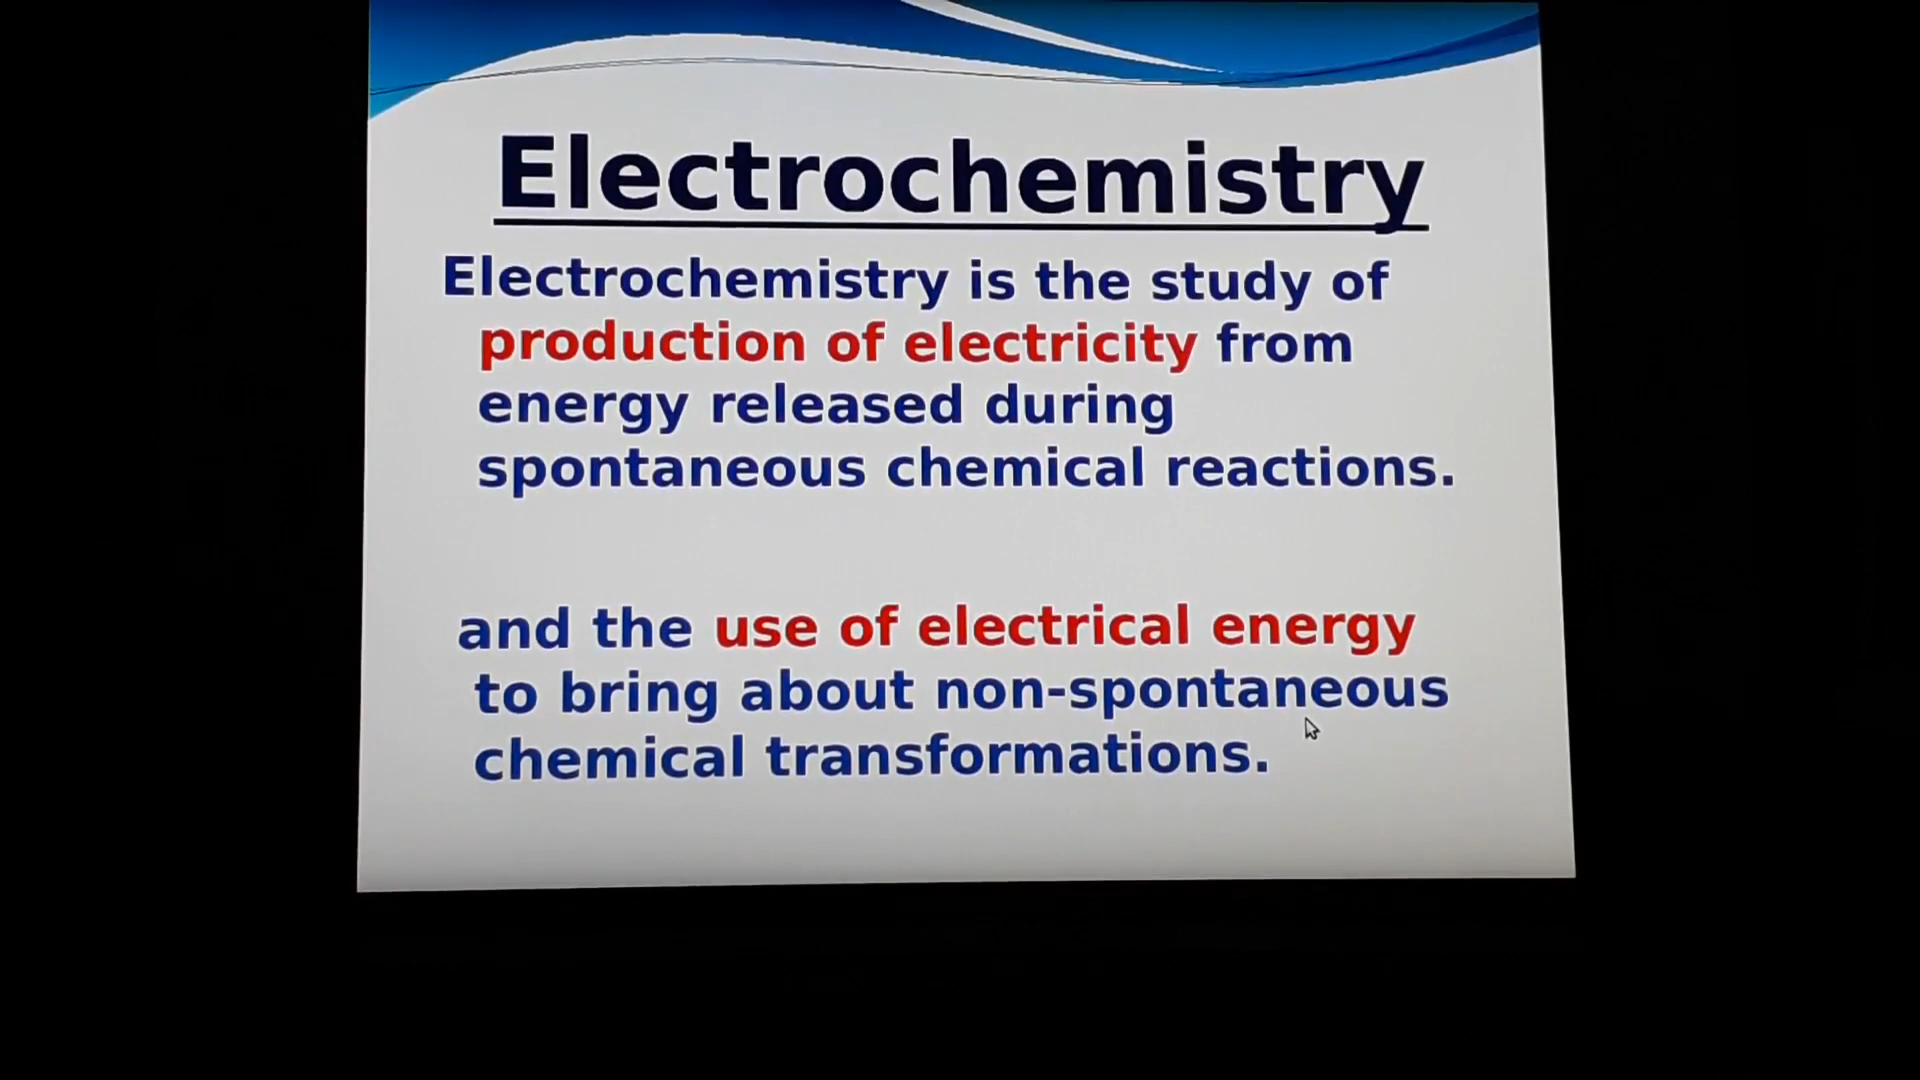 Electrochemistry
Electrochemistry is the study of
production of electricity from
energy released during
spontaneous chemical reactions.
and the use of electrical energy
to bring about non-spontaneous
chemical transformations.